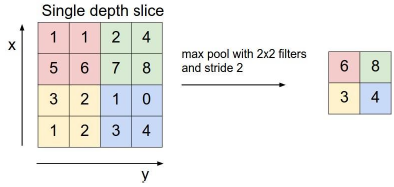 Single depth slice
x
1 1 2 4
5 6 7 8
3 2 1 0
1 2 3 4
y
max pool with 2x2 filters
and stride 2
6 8
3 4